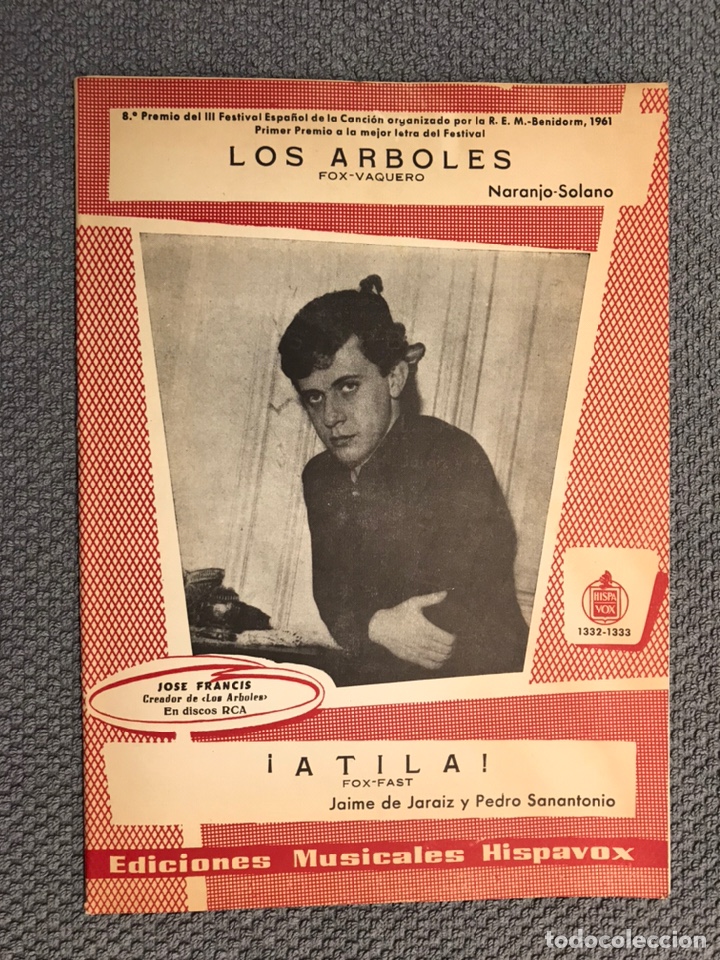 8.º Premio del III Festival Español de la Canción organizado por la R. E. M.-Benidorm, 1961
Primer Premio a la mejor letra del Festival
LOS ARBOLES
FOX-VAQUERO
Naranjo-Solano
HISPA
VOX
1332-1333
JOSE FRANCIS
Creador de «Los Arboles»
En discos RCA
¡ATILA!
FOX-FAST
Jaime de Jaraiz y Pedro Sanantonio
Ediciones Musicales Hispavox
todocoleccion